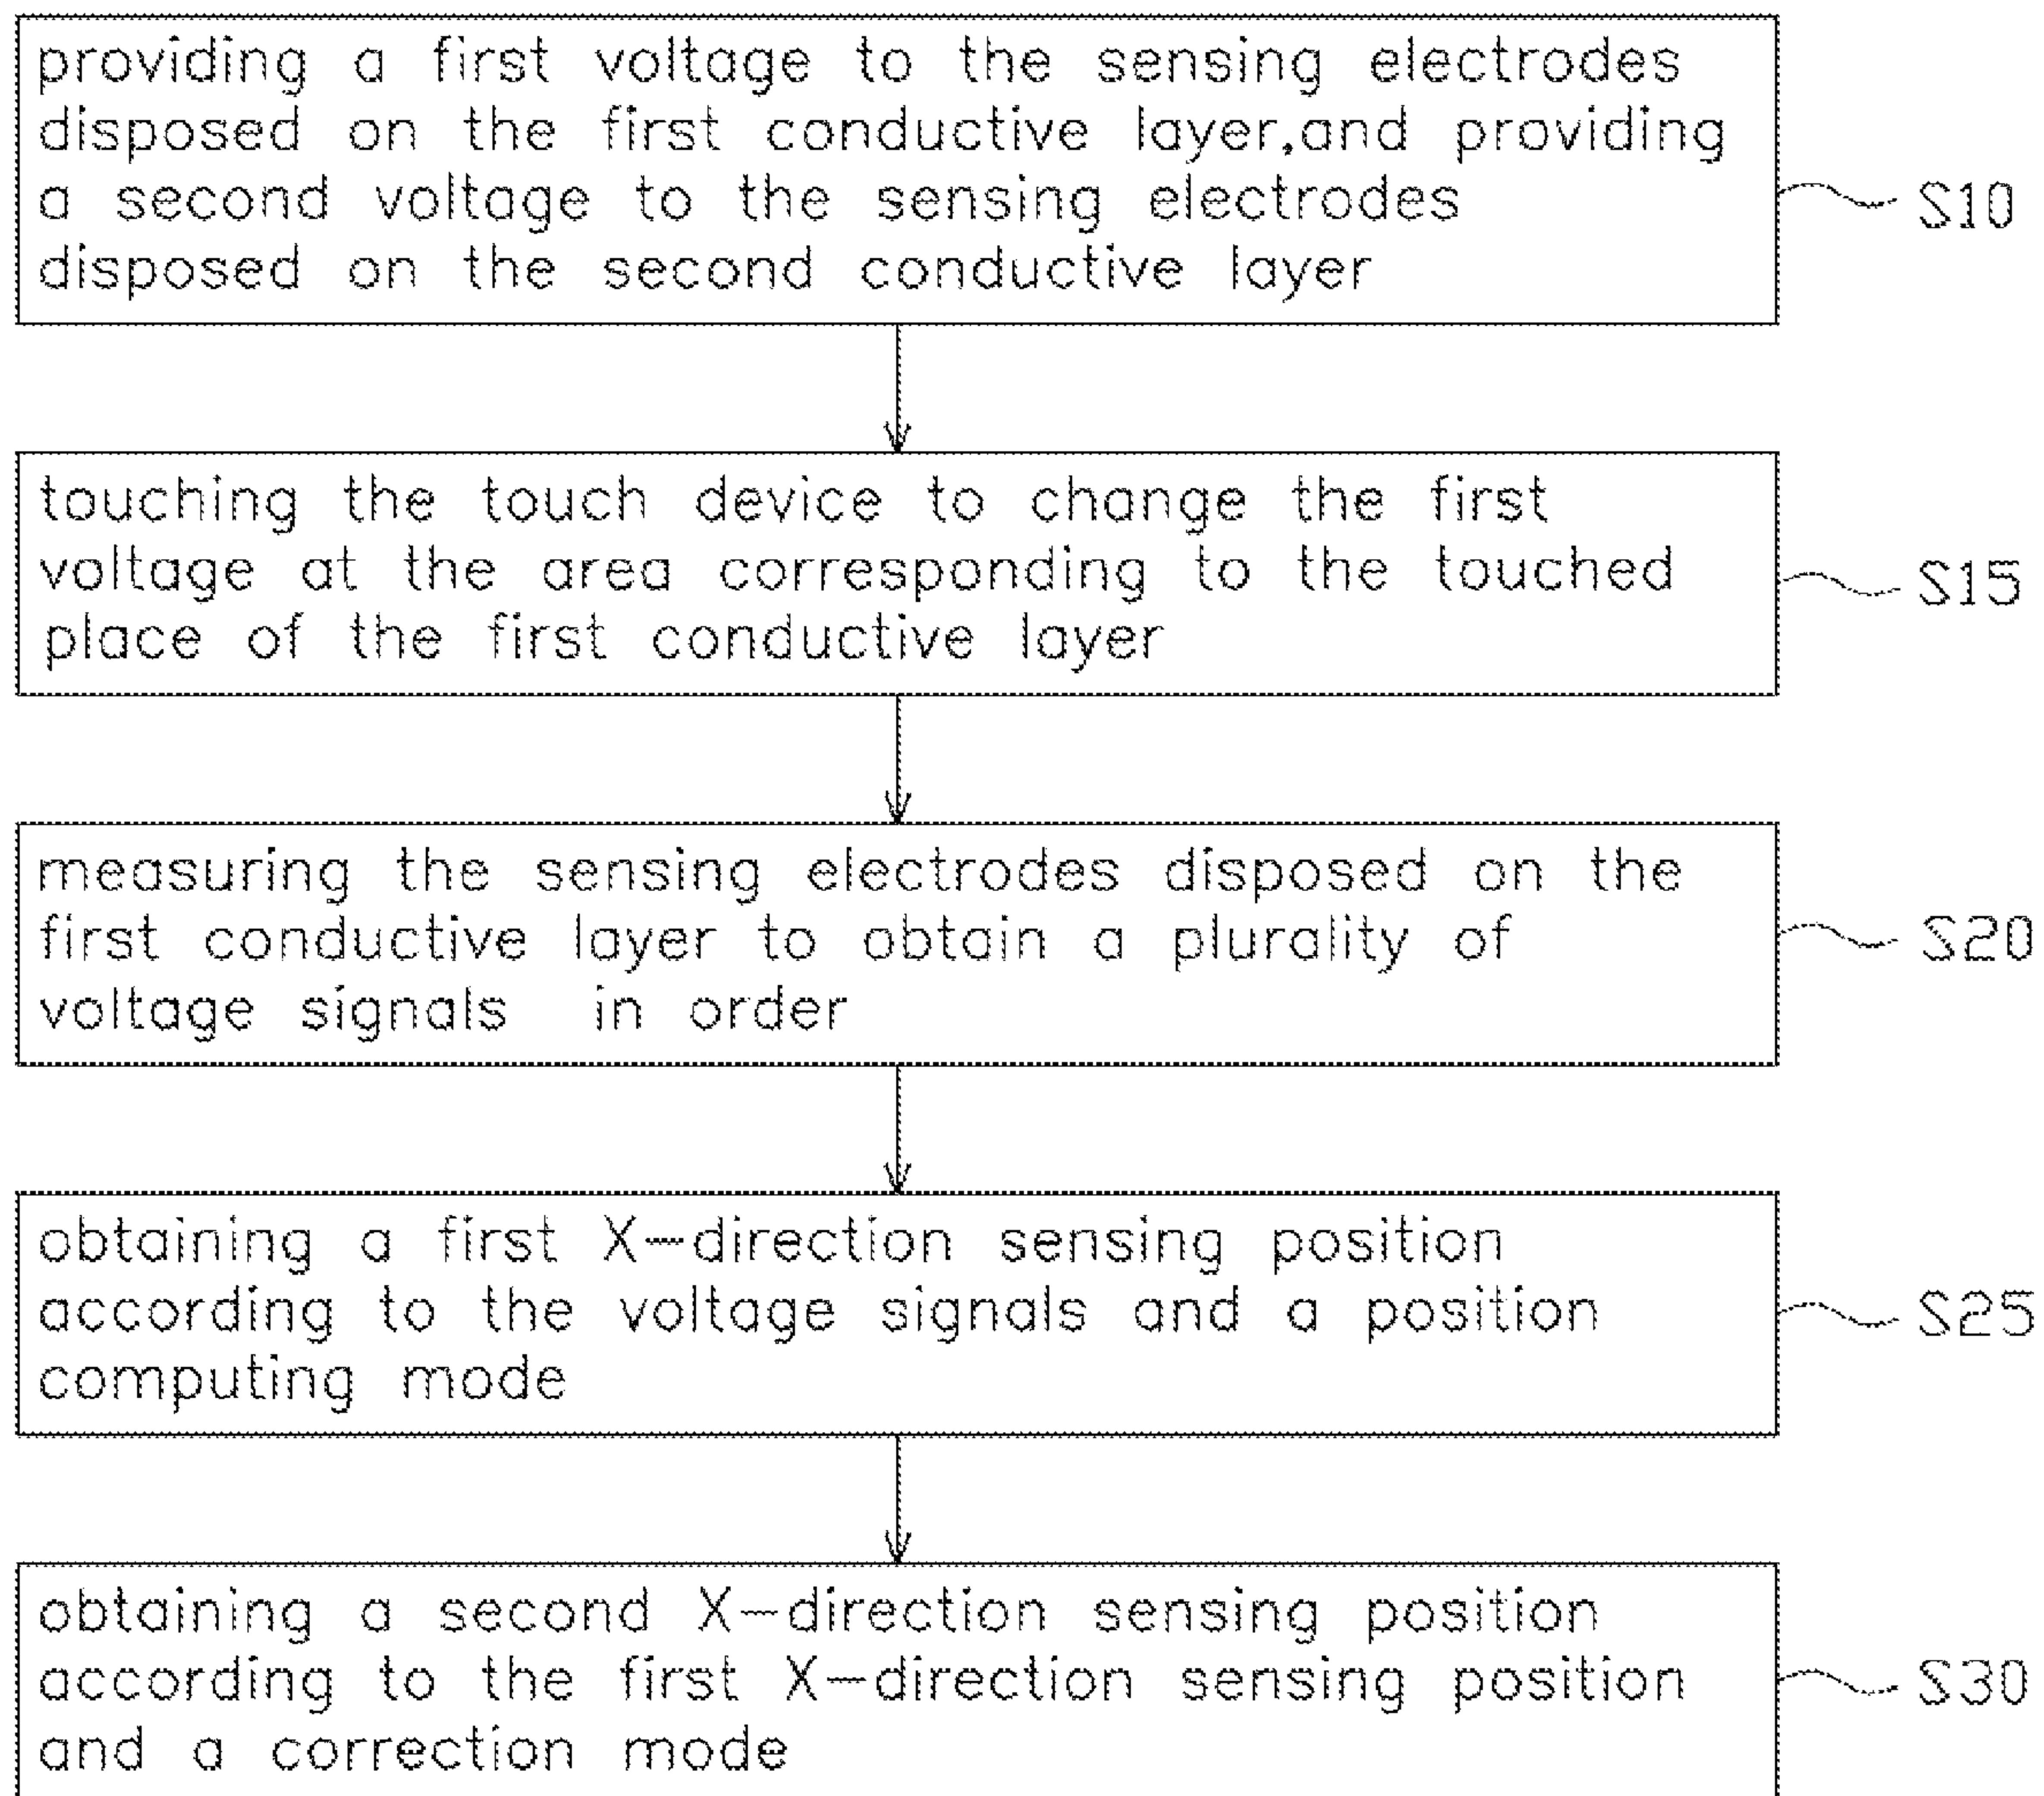 providing a first voltage to the sensing electrodes
disposed on the first conductive layer,and providing
a second voltage to the sensing electrodes
disposed on the second conductive layer
S10
touching the touch device to change the first
voltage at the area corresponding to the touched
place of the first conductive layer
S15
measuring the sensing electrodes disposed on the
first conductive layer to obtain a plurality of
voltage signals in order
S20
obtaining a first X-direction sensing position
according to the voltage signals and a position
computing mode
S25
obtaining a second X-direction sensing position
according to the first X-direction sensing position
and a correction mode
S30